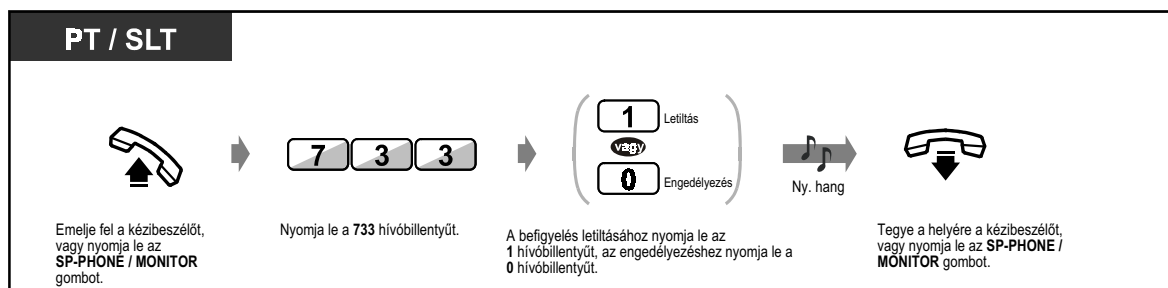 PT / SLT
7 3 3
1 Letiltás
vagy
0 Engedélyezés
Ny. hang
Emelje fel a kézibeszélőt,
vagy nyomja le az
SP-PHONE / MONITOR
gombot.
Nyomja le a 733 hívóbillentyűt.
A befigyelés letiltásához nyomja le az
1 hívóbillentyűt, az engedélyezéshez nyomja le a
0 hívóbillentyűt.
Tegye a helyére a kézibeszélőt,
vagy nyomja le az SP-PHONE /
MONITOR gombot.